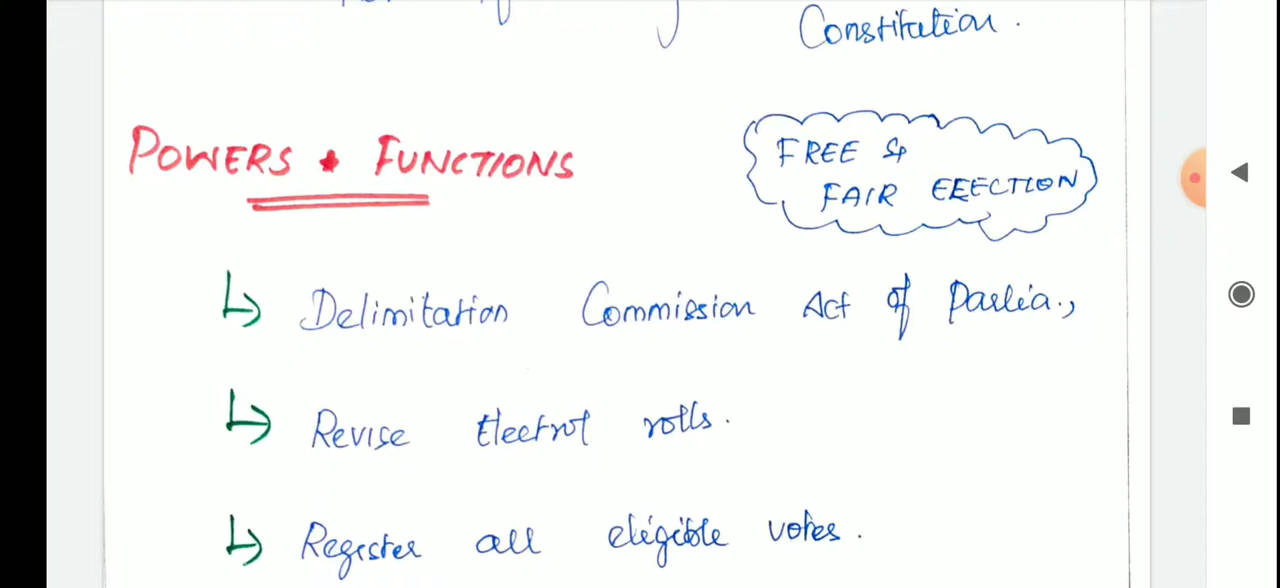 Constitution.
POWERS & FUNCTIONS
FREE &
FAIR EEECTION
Delimitation Commission Act of Parlia.,
Revise Electrol rolls.
Register all eligible votes.